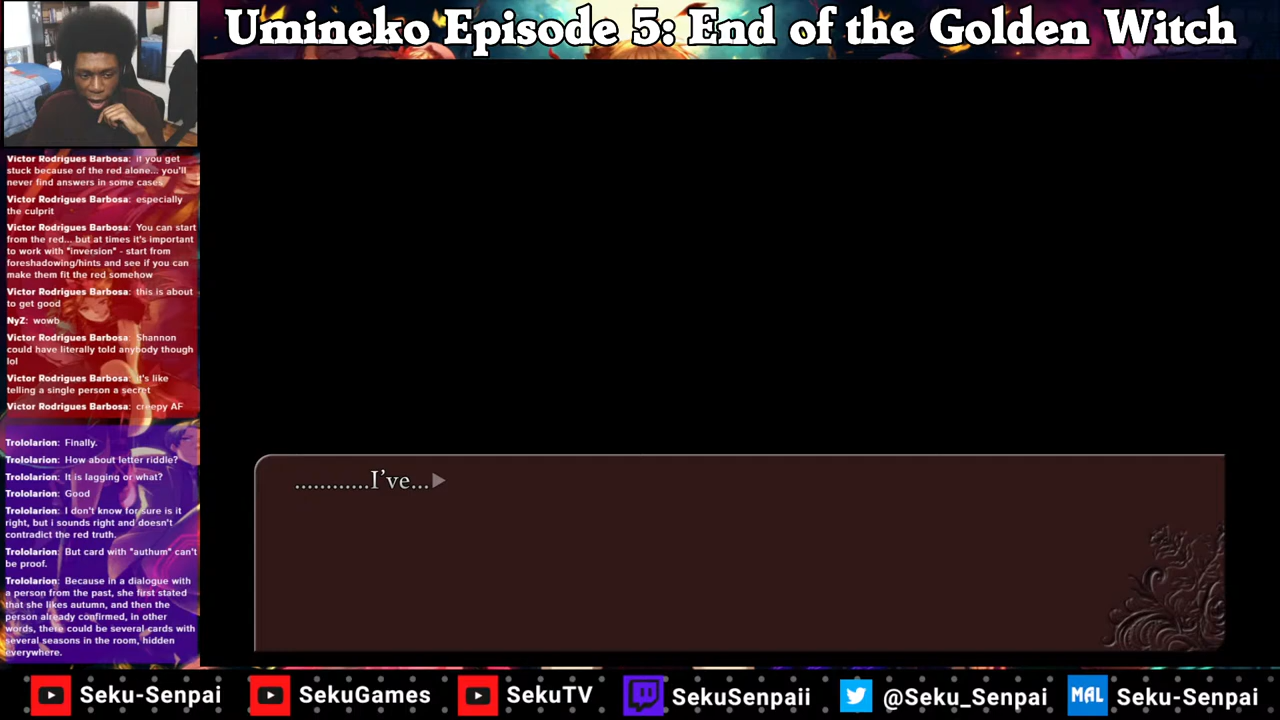 Umineko Episode 5: End of the Golden Witch
Victor Rodrigues Barbosa: if you get
stuck because of the red alone... you'll
never find answers in some cases
Victor Rodrigues Barbosa: especially
the culprit
Victor Rodrigues Barbosa: You can start
from the red... but at times it's important
to work with "inversion" - start from
foreshadowing/hints and see if you can
make them fit the red somehow
Victor Rodrigues Barbosa: this is about
to get good
NyZ: wowb
Victor Rodrigues Barbosa: Shannon
could have literally told anybody though
lol
Victor Rodrigues Barbosa: it's like
telling a single person a secret
Victor Rodrigues Barbosa: creepy AF
Trololarion: Finally.
Trololarion: How about letter riddle?
Trololarion: It is lagging or what?
Trololarion: Good
Trololarion: I don't know for sure is it
right, but i sounds right and doesn't
contradict the red truth.
Trololarion: But card with "authum" can't
be proof.
Trololarion: Because in a dialogue with
a person from the past, she first stated
that she likes autumn, and then the
person already confirmed, in other
words, there could be several cards with
several seasons in the room, hidden
everywhere.
............I've...
Seku-Senpai
SekuGames
SekuTV
SekuSenpaii
@Seku_Senpai
MAL Seku-Senpai